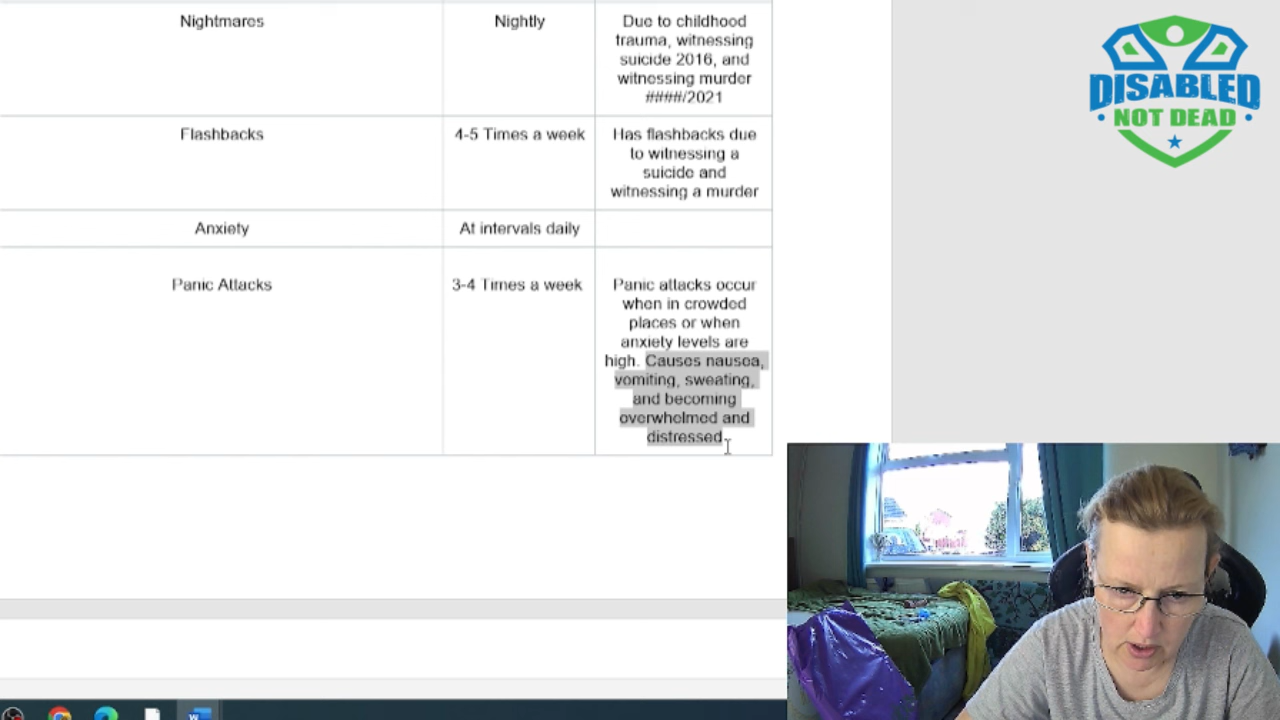 Nightmares
Nightly
Due to childhood
trauma, witnessing
suicide 2016, and
witnessing murder
####/2021
Flashbacks
4-5 Times a week
Has flashbacks due
to witnessing a
suicide and
witnessing a murder
Anxiety
At intervals daily
Panic Attacks
3-4 Times a week
Panic attacks occur
when in crowded
places or when
anxiety levels are
high. Causes nausea,
vomiting, sweating,
and becoming
overwhelmed and
distressed
DISABLED
NOT DEAD